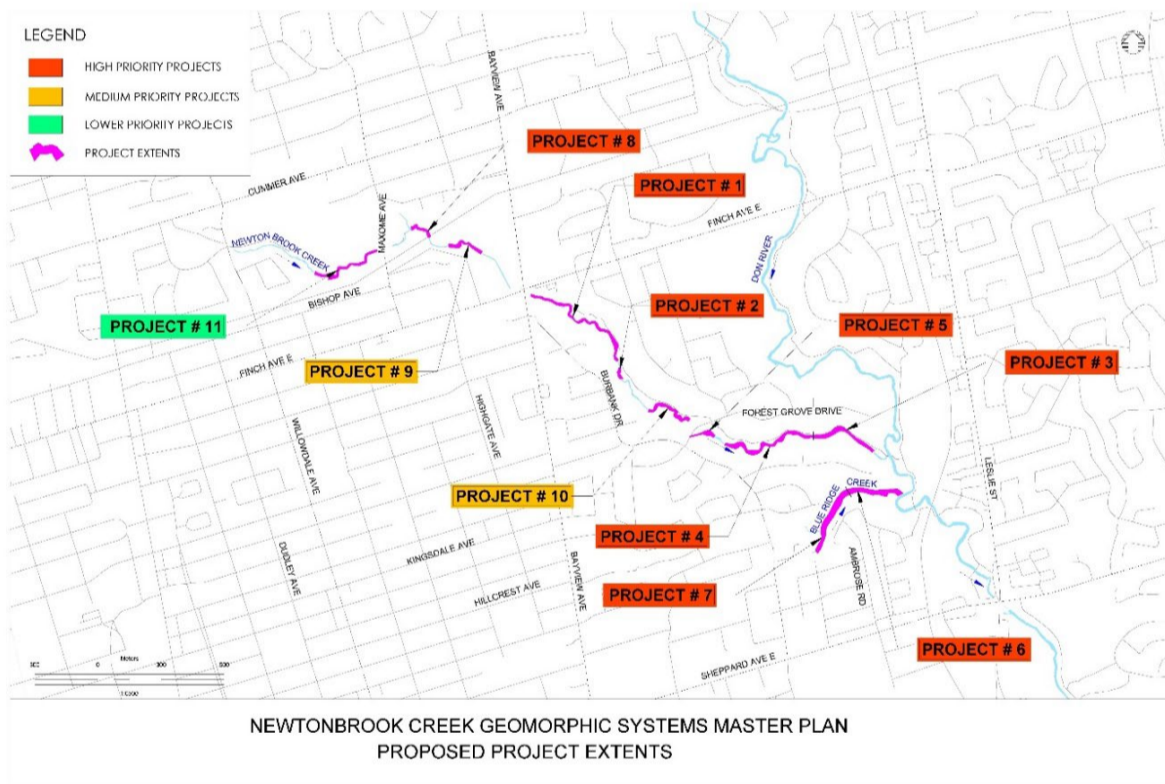 LEGEND
HIGH PRIORITY PROJECTS
MEDIUM PRIORITY PROJECTS
LOWER PRIORITY PROJECTS
PROJECT EXTENTS
BAYVIEW AVE
PROJECT # 8
PROJECT # 1
CUMMER AVE
MAXOME AVE
FINCH AVE E
NEWTON BROOK CREEK
DON RIVER
BISHOP AVE
PROJECT # 2
PROJECT # 11
PROJECT # 5
FINCH AVE E
PROJECT # 9
PROJECT # 3
BURBANK DR
HIGHGATE AVE
FOREST GROVE DRIVE
WILLOWDALE AVE
LESLIE ST
PROJECT # 10
BLUE RIDGE CREEK
PROJECT # 4
DUDLEY AVE
KINGSDALE AVE
BAYVIEW AVE
AMBROSE RD
HILLCREST AVE
PROJECT # 7
PROJECT # 6
SHEPPARD AVE E
NEWTONBROOK CREEK GEOMORPHIC SYSTEMS MASTER PLAN
PROPOSED PROJECT EXTENTS